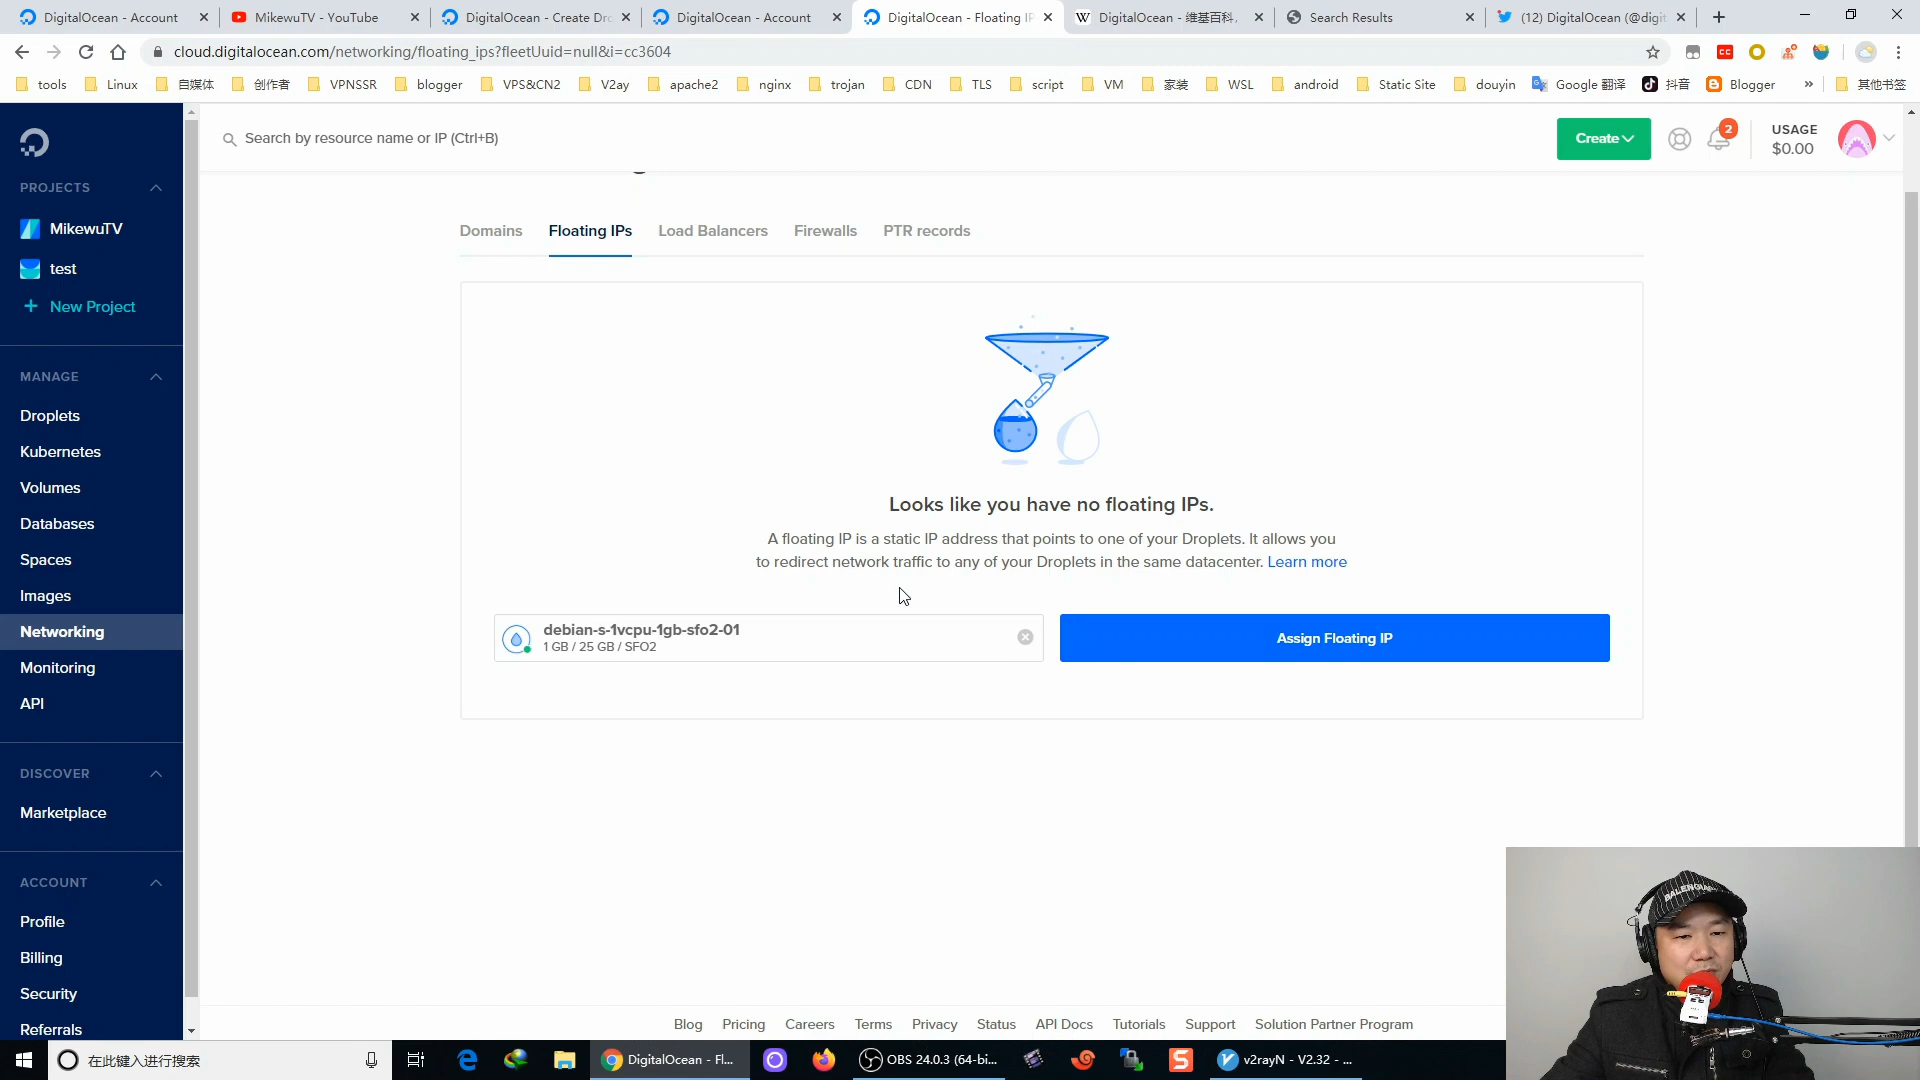 DigitalOcean - Account
MikewuTV - YouTube
DigitalOcean - Create Dro
DigitalOcean - Account
DigitalOcean - Floating IP
DigitalOcean - 维基百科,
Search Results
(12) DigitalOcean (@digit
cloud.digitalocean.com/networking/floating_ips?fleetUuid=null&i=cc3604
tools
Linux
自媒体
创作者
VPNSSR
blogger
VPS&CN2
V2ay
apache2
nginx
trojan
CDN
TLS
script
VM
家装
WSL
android
Static Site
douyin
Google 翻译
抖音
Blogger
»
其他书签
Search by resource name or IP (Ctrl+B)
Create
2
USAGE
$0.00
PROJECTS
MikewuTV
test
+ New Project
MANAGE
Droplets
Kubernetes
Volumes
Databases
Spaces
Images
Networking
Monitoring
API
DISCOVER
Marketplace
ACCOUNT
Profile
Billing
Security
Referrals
Domains
Floating IPs
Load Balancers
Firewalls
PTR records
Looks like you have no floating IPs.
A floating IP is a static IP address that points to one of your Droplets. It allows you
to redirect network traffic to any of your Droplets in the same datacenter. Learn more
debian-s-1vcpu-1gb-sfo2-01
1 GB / 25 GB / SFO2
Assign Floating IP
Blog
Pricing
Careers
Terms
Privacy
Status
API Docs
Tutorials
Support
Solution Partner Program
BALENCIAGA
在此键入进行搜索
DigitalOcean - Fl...
OBS 24.0.3 (64-bi...
v2rayN - V2.32 - ...